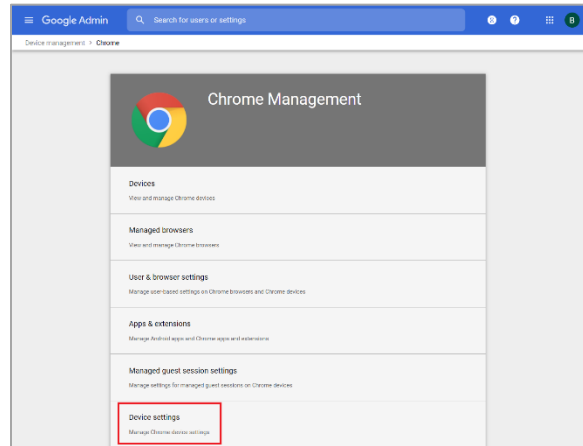 Google Admin
Search for users or settings
Device management > Chrome
Chrome Management
Devices
View and manage Chrome devices
Managed browsers
View and manage Chrome browsers
User & browser settings
Manage user-based settings on Chrome browsers and Chrome devices
Apps & extensions
Manage Android apps and Chrome apps and extensions
Managed guest session settings
Manage settings for managed guest sessions on Chrome devices
Device settings
Manage Chrome device settings